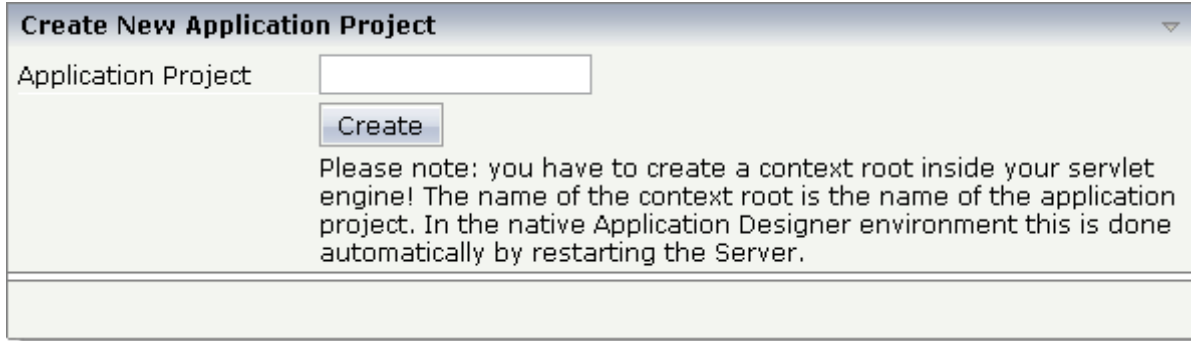 Create New Application Project
Application Project
Create
Please note: you have to create a context root inside your servlet
engine! The name of the context root is the name of the application
project. In the native Application Designer environment this is done
automatically by restarting the Server.